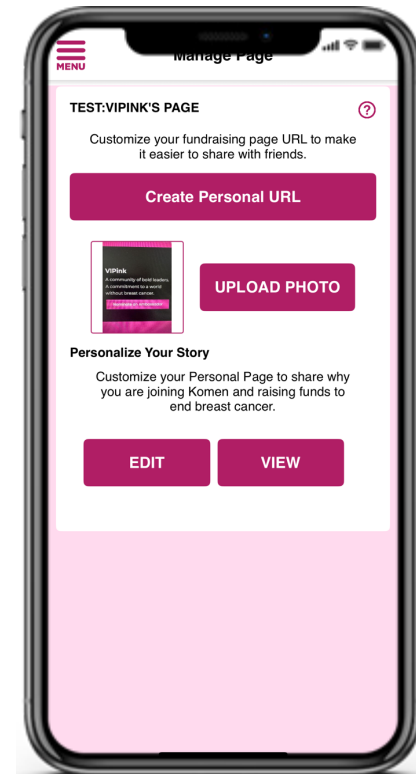 Manage Page
MENU
TEST:VIPINK'S PAGE
?
Customize your fundraising page URL to make
it easier to share with friends.
Create Personal URL
VIPink
A community of bold leaders.
A commitment to a world
without breast cancer.
UPLOAD PHOTO
Personalize Your Story
Customize your Personal Page to share why
you are joining Komen and raising funds to
end breast cancer.
EDIT
VIEW